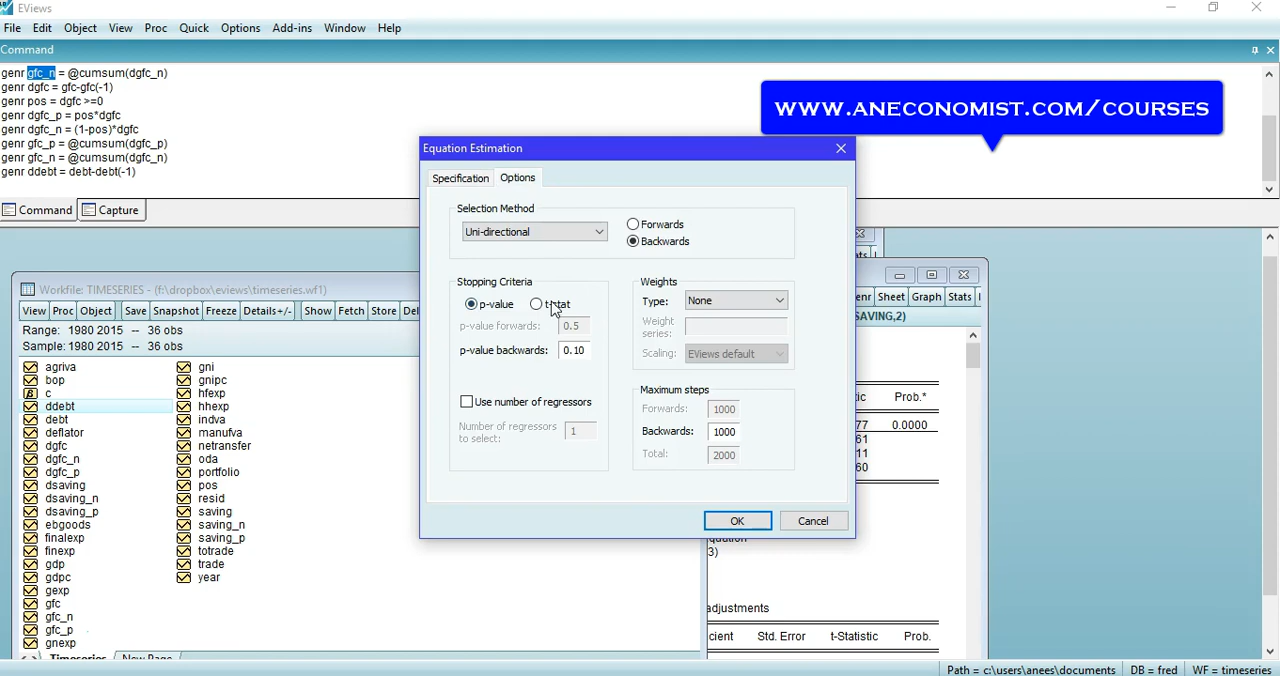 EViews
File Edit Object View Proc Quick Options Add-ins Window Help
Command
genr gfc_n = @cumsum(dgfc_n)
genr dgfc = gfc-gfc(-1)
genr pos = dgfc >=0
genr dgfc_p = pos*dgfc
genr dgfc_n = (1-pos)*dgfc
genr gfc_p = @cumsum(dgfc_p)
genr gfc_n = @cumsum(dgfc_n)
genr ddebt = debt-debt(-1)
WWW.ANECONOMIST.COM/COURSES
Command Capture
Equation Estimation
Specification Options
Selection Method
Uni-directional
Forwards
Backwards
Stopping Criteria
p-value
p-value forwards: 0.5
p-value backwards: 0.10
Use number of regressors
Number of regressors
to select: 1
Weights
Type: None
Weight
series:
Scaling: EViews default
Maximum steps
Forwards: 1000
Backwards: 1000
Total: 2000
OK Cancel
Workfile: TIMESERIES - (f:\dropbox\eviews\timeseries.wf1)
View Proc Object Save Snapshot Freeze Details+/- Show Fetch Store Del
Range: 1980 2015 -- 36 obs
Sample: 1980 2015 -- 36 obs
agriva
bop
c
ddebt
debt
deflator
dgfc
dgfc_n
dgfc_p
dsaving
dsaving_n
dsaving_p
ebgoods
finalexp
finexp
gdp
gdpc
gexp
gfc
gfc_n
gfc_p
gnexp
gni
gnipc
hfexp
hhexp
indva
manufva
netransfer
oda
portfolio
pos
resid
saving
saving_n
saving_p
totrade
trade
year
Timeseries New Page
enr Sheet Graph Stats
SAVING,2)
tic Prob.*
77 0.0000
61
11
60
quation
3)
adjustments
cient Std. Error t-Statistic Prob.
Path = c:\users\anees\documents DB = fred WF = timeseries